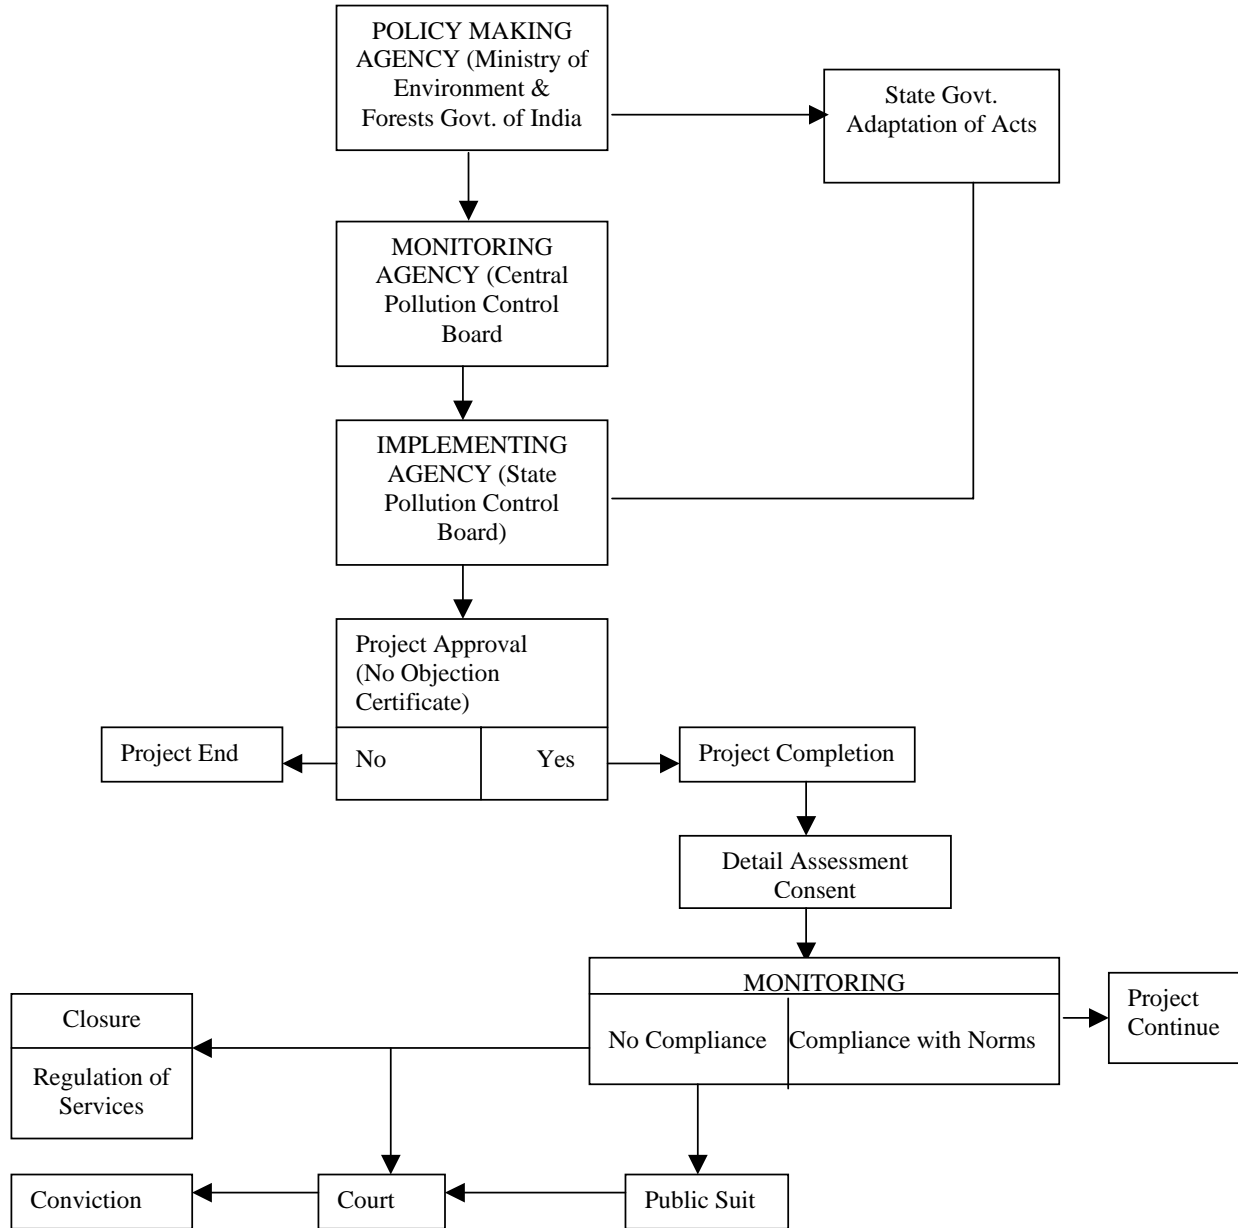 POLICY MAKING
AGENCY (Ministry of
Environment &
Forests Govt. of India
State Govt.
Adaptation of Acts
MONITORING
AGENCY (Central
Pollution Control
Board
IMPLEMENTING
AGENCY (State
Pollution Control
Board)
Project Approval
(No Objection
Certificate)
Project End
No
Yes
Project Completion
Detail Assessment
Consent
MONITORING
No Compliance
Compliance with Norms
Project
Continue
Closure
Regulation of
Services
Conviction
Court
Public Suit